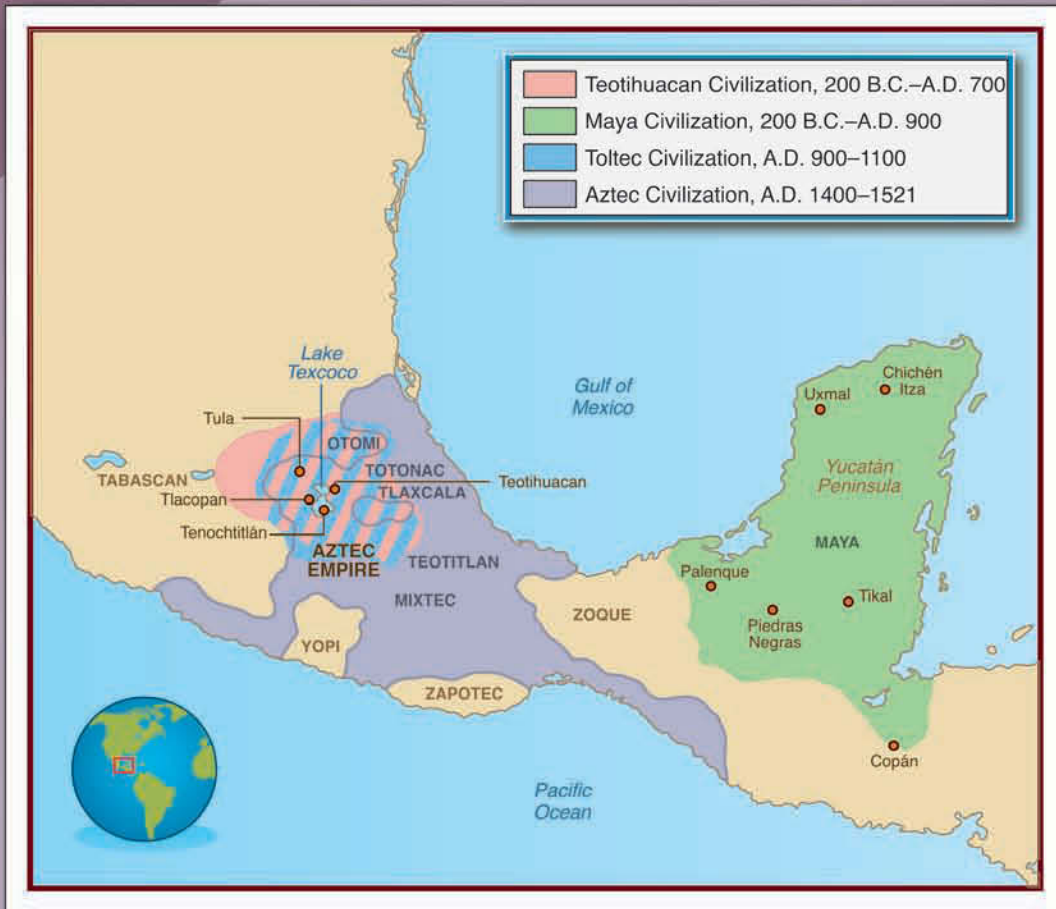 Teotihuacan Civilization, 200 B.C.–A.D. 700
Maya Civilization, 200 B.C.–A.D. 900
Toltec Civilization, A.D. 900–1100
Aztec Civilization, A.D. 1400–1521
Lake
Texcoco
Gulf of
Mexico
Chichén
Itza
Uxmal
Tula
OTOMI
TOTONAC
Yucatán
Peninsula
TABASCAN
TLAXCALA
Teotihuacan
Tlacopan
Tenochtitlán
AZTEC
EMPIRE
TEOTITLAN
MAYA
Palenque
MIXTEC
ZOQUE
Tikal
Piedras
Negras
YOPI
ZAPOTEC
Copán
Pacific
Ocean